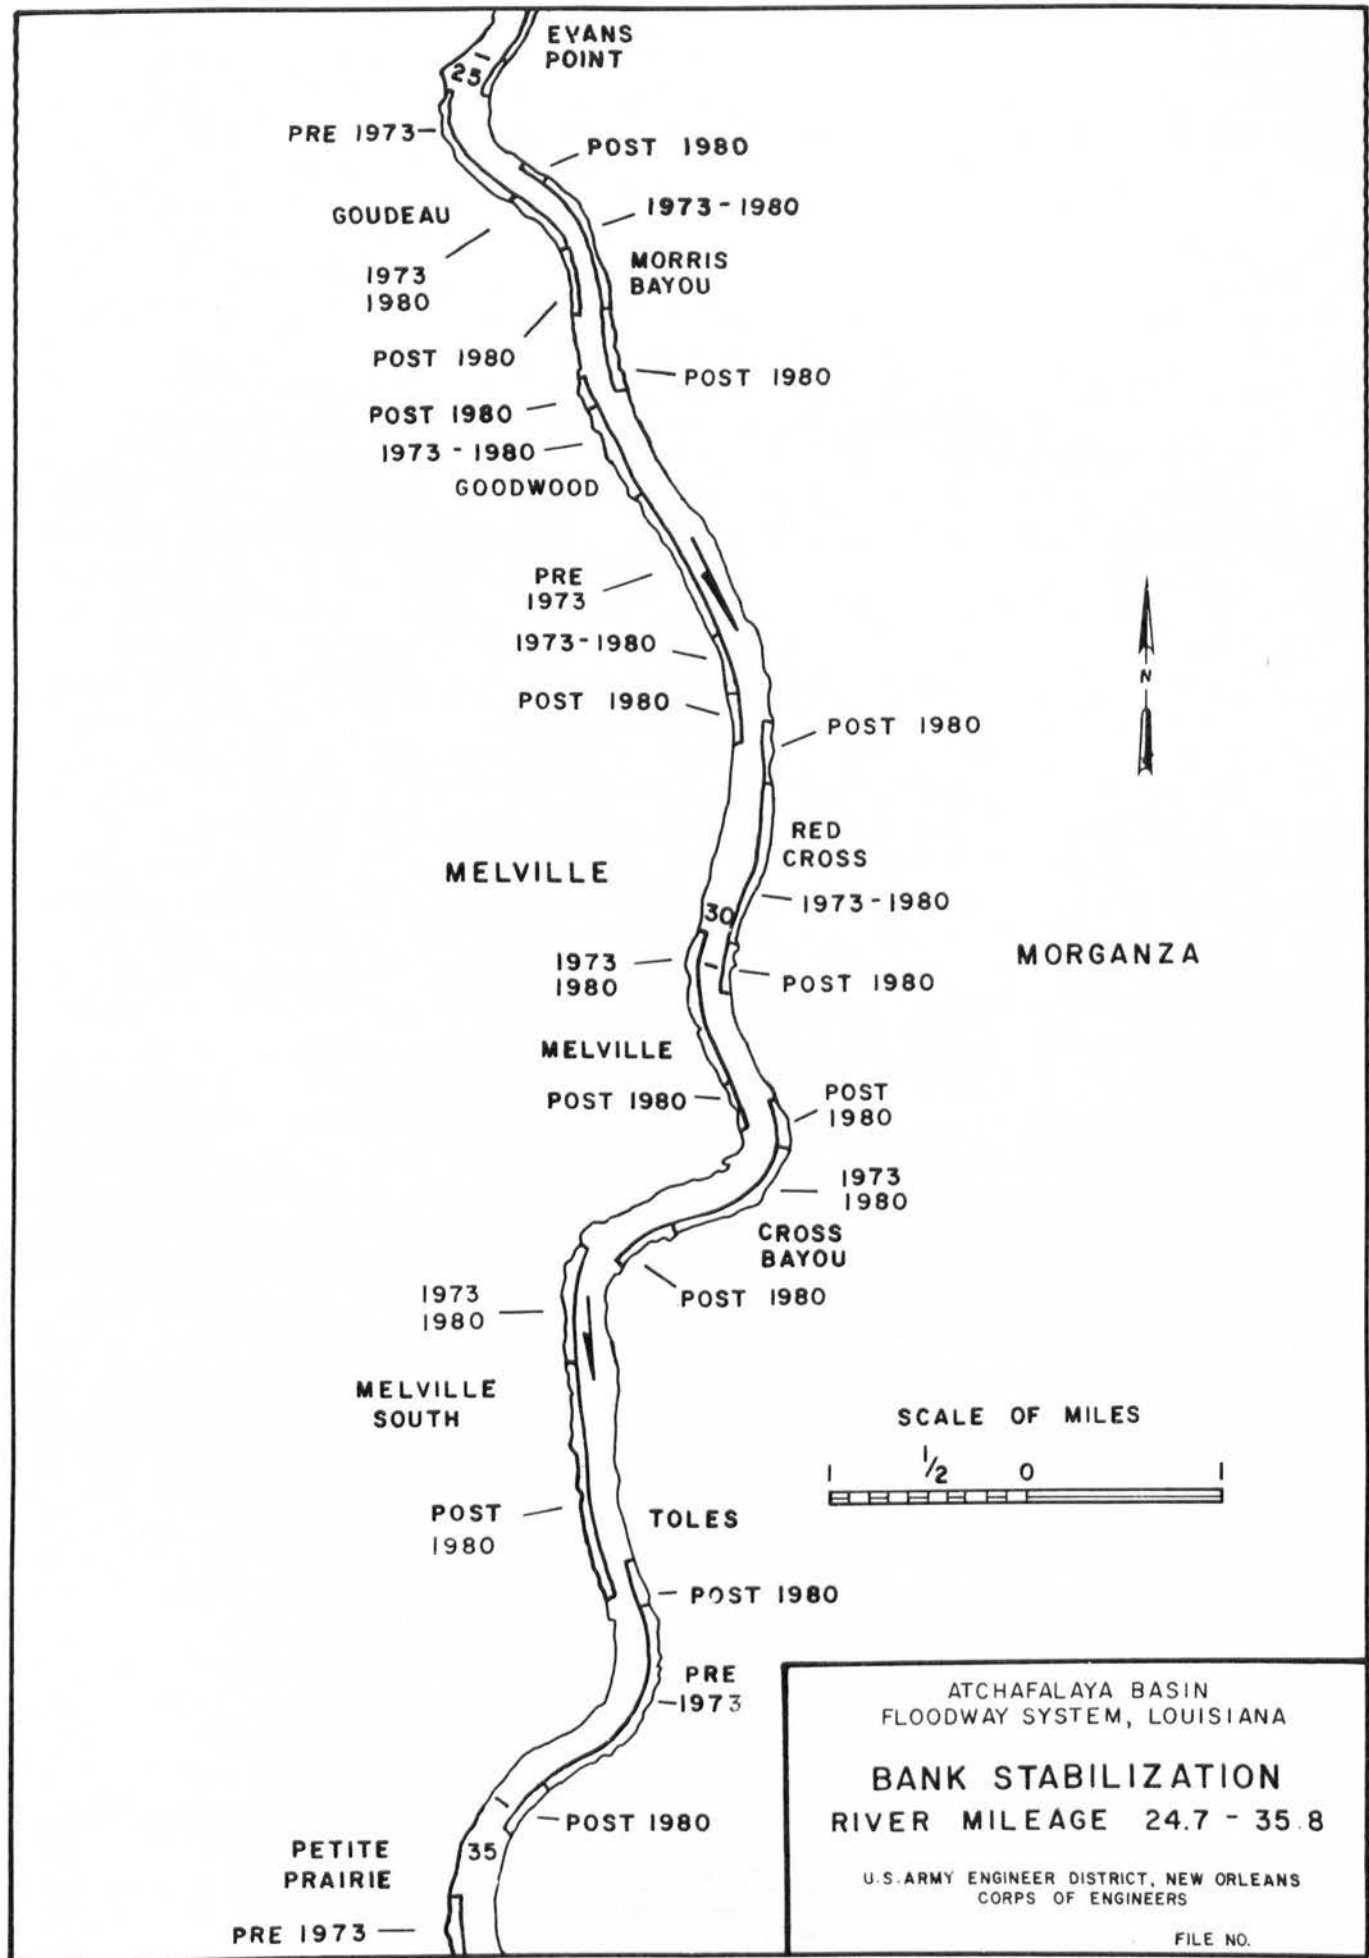 EVANS
POINT
25
PRE 1973
POST 1980
1973-1980
GOUDEAU
MORRIS
BAYOU
1973
1980
POST 1980
POST 1980
POST 1980
1973-1980
GOODWOOD
PRE
1973
1973-1980
POST 1980
N
POST 1980
RED
CROSS
MELVILLE
1973-1980
30
MORGANZA
1973
1980
POST 1980
MELVILLE
POST 1980
POST
1980
1973
1980
CROSS
BAYOU
POST 1980
1973
1980
MELVILLE
SOUTH
SCALE OF MILES
1 1/2 0 1
POST
1980
TOLES
POST 1980
PRE
1973
POST 1980
35
PETITE
PRAIRIE
PRE 1973
ATCHAFALAYA BASIN
FLOODWAY SYSTEM, LOUISIANA
BANK STABILIZATION
RIVER MILEAGE 24.7 - 35.8
U.S. ARMY ENGINEER DISTRICT, NEW ORLEANS
CORPS OF ENGINEERS
FILE NO.